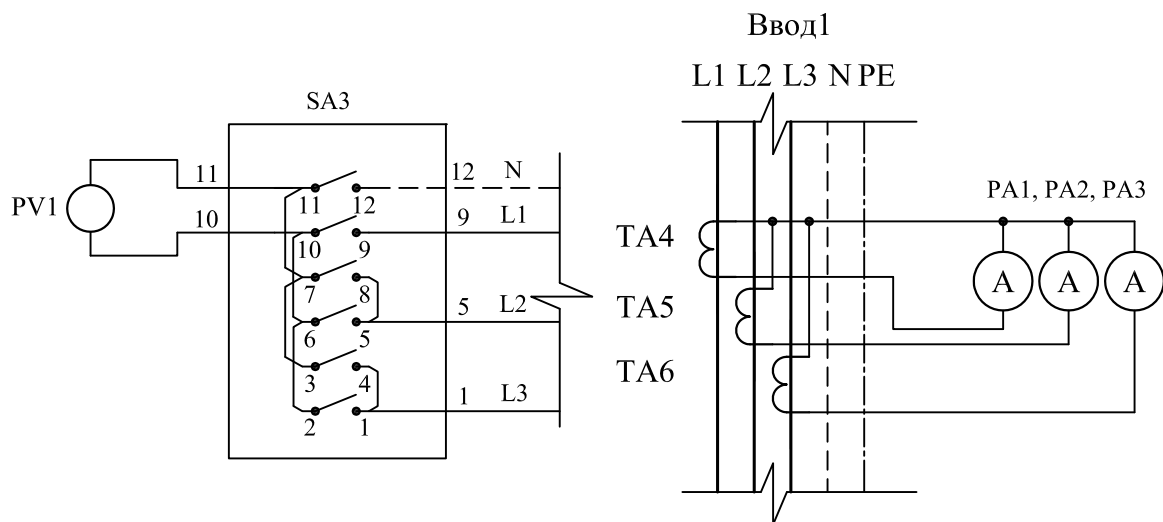 Ввод1
L1 L2 L3 N PE
SA3
11 12 N
PV1
11 12
10 9 L1
10 9
7 8
5 L2
6 5
3 4
1 L3
2 1
PA1, PA2, PA3
TA4
A A A
TA5
TA6